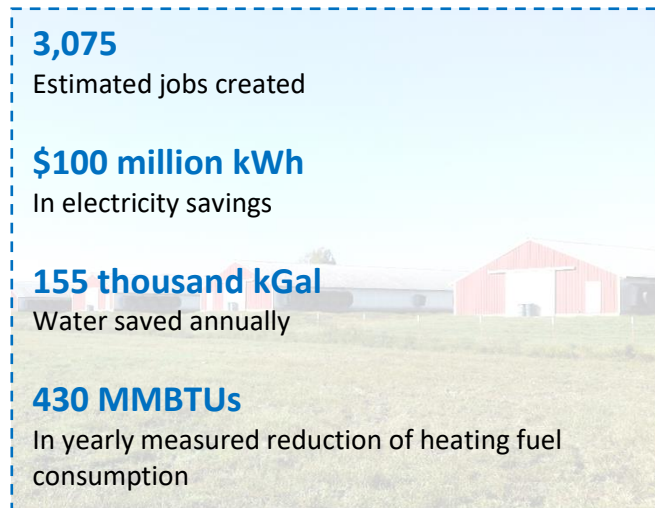 3,075
Estimated jobs created
$100 million kWh
In electricity savings
155 thousand kGal
Water saved annually
430 MMBTUs
In yearly measured reduction of heating fuel
consumption